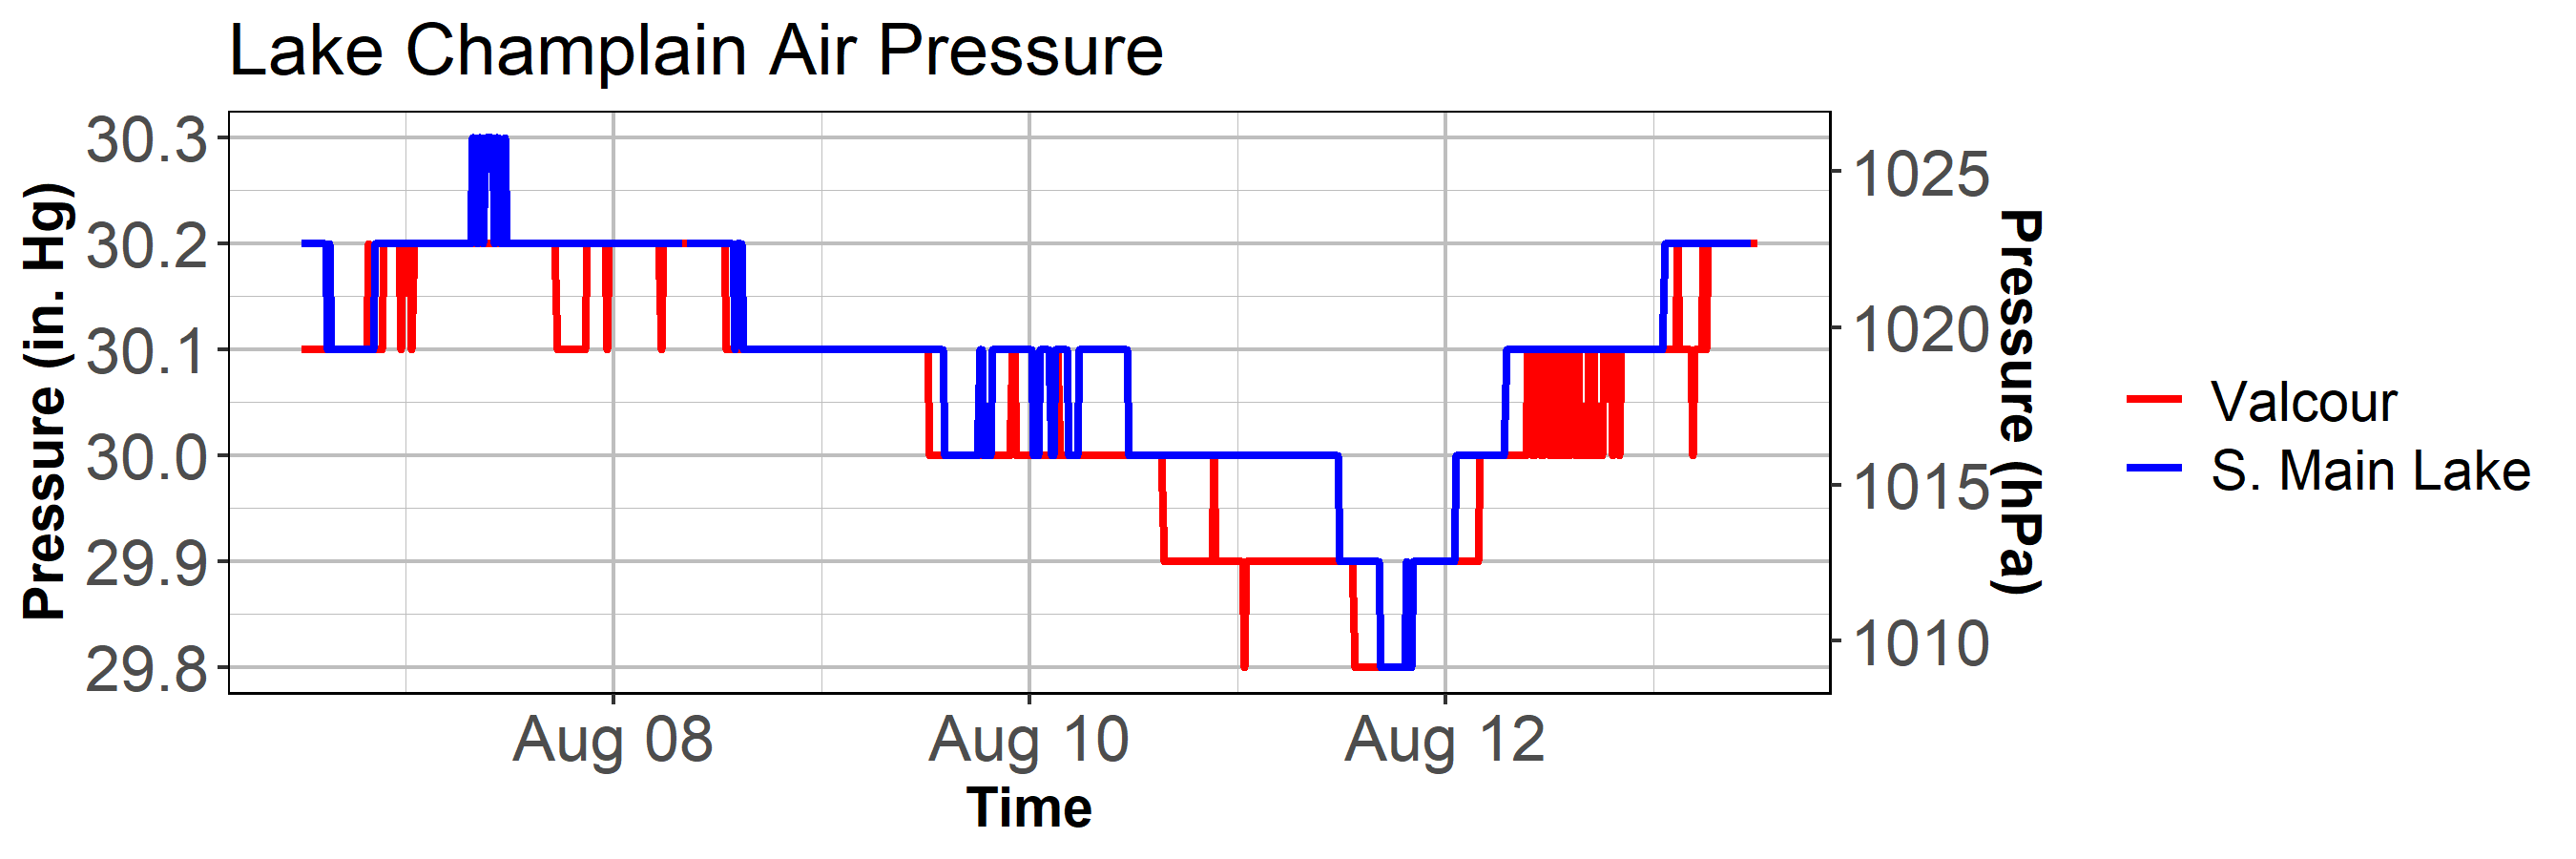 Lake Champlain Air Pressure
Pressure (in. Hg)
30.3
30.2
30.1
30.0
29.9
29.8
1025
1020
1015
1010
Pressure (hPa)
Aug 08
Aug 10
Aug 12
Time
Valcour
S. Main Lake